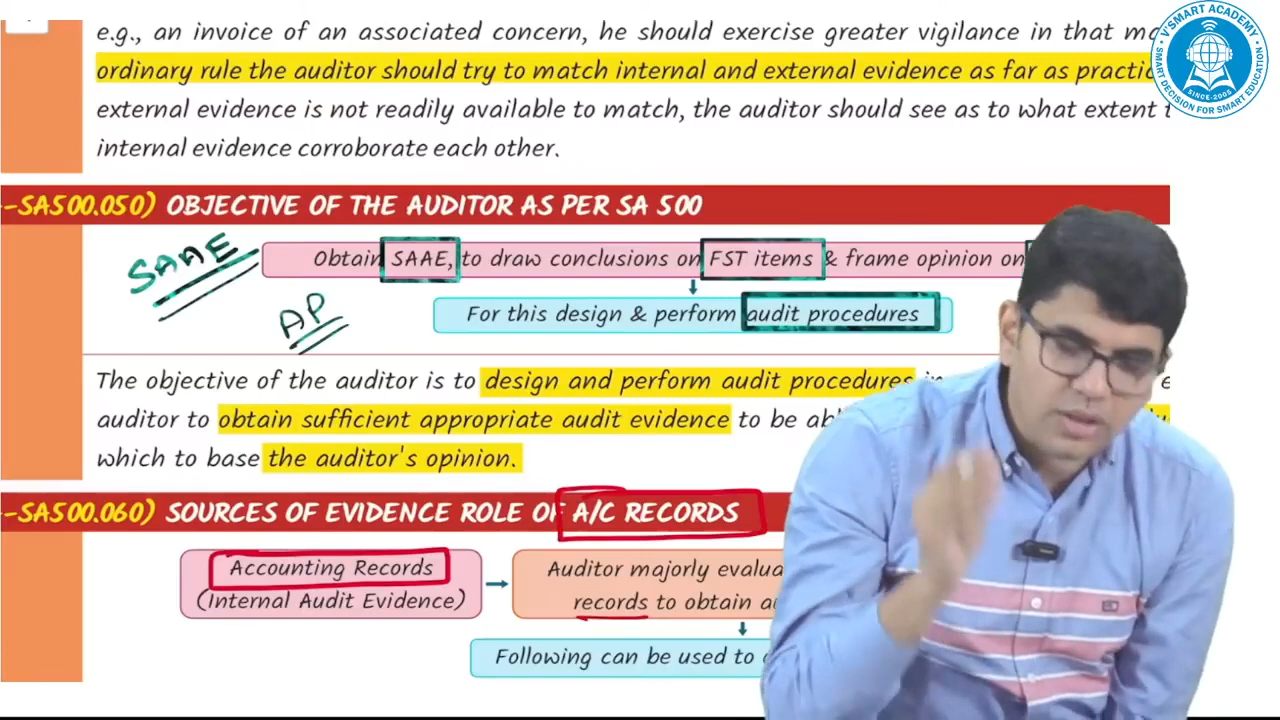 e.g., an invoice of an associated concern, he should exercise greater vigilance in that
ordinary rule the auditor should try to match internal and external evidence as far as
external evidence is not readily available to match, the auditor should see as to what extent
internal evidence corroborate each other.
V'SMART ACADEMY
SMART DECISION FOR SMART EDUCATION
SINCE-2005
--SA500.050) OBJECTIVE OF THE AUDITOR AS PER SA 500
SAAE
Obtain SAAE, to draw conclusions on FST items & frame opinion on
AP
For this design & perform audit procedures
The objective of the auditor is to design and perform audit procedures
auditor to obtain sufficient appropriate audit evidence to be
which to base the auditor's opinion.
--SA500.060) SOURCES OF EVIDENCE ROLE OF A/C RECORDS
Accounting Records
(Internal Audit Evidence)
Auditor majorly
records to obtain
Following can be used to